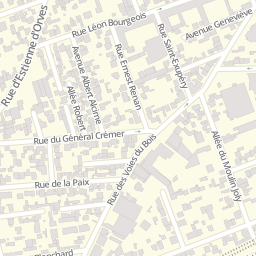 Rue Léon Bourgeois
Avenue Geneviève
Rue d'Estienne d'Orves
Avenue Albert Alcime
Allée Robert
Rue Ernest Renan
Rue Saint-Exupéry
Rue du Général Crémer
Rue des Voies du Bois
Allée du Moulin Joly
Rue de la Paix
Blanchard